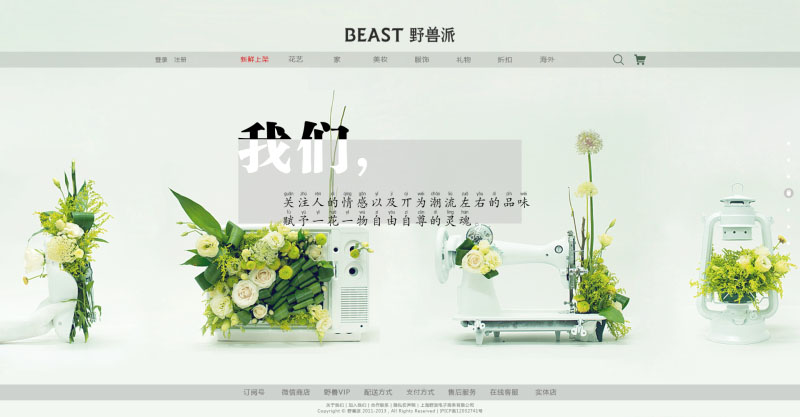 BEAST 野兽派
登录 注册 新鲜上架 花艺 家 美妆 服饰 礼物 折扣 海外
我们，
关注人的情感以及丌为潮流左右的品味
赋予一花一物自由自尊的灵魂。
订阅号 微信商店 野兽VIP 配送方式 支付方式 售后服务 在线客服 实体店